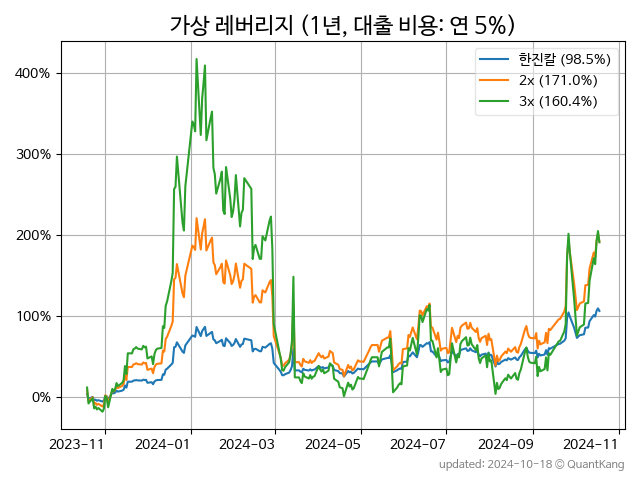 가상 레버리지 (1년, 대출 비용: 연 5%)
한진칼 (98.5%)
2x (171.0%)
3x (160.4%)
400%
300%
200%
100%
0%
2023-11 2024-01 2024-03 2024-05 2024-07 2024-09 2024-11
updated: 2024-10-18 © QuantKang